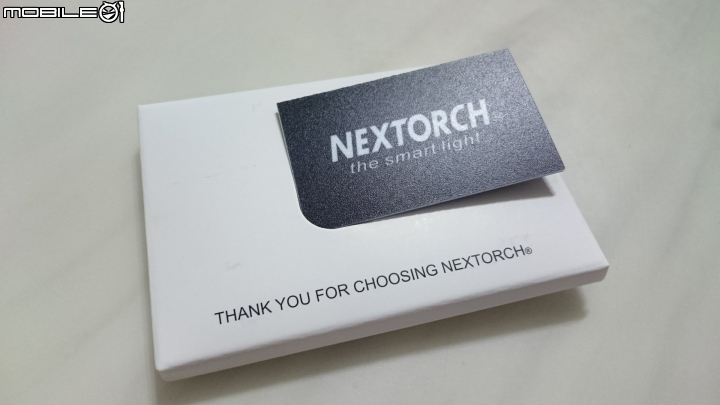 MOBILE01
NEXTORCH
the smart light
THANK YOU FOR CHOOSING NEXTORCH®